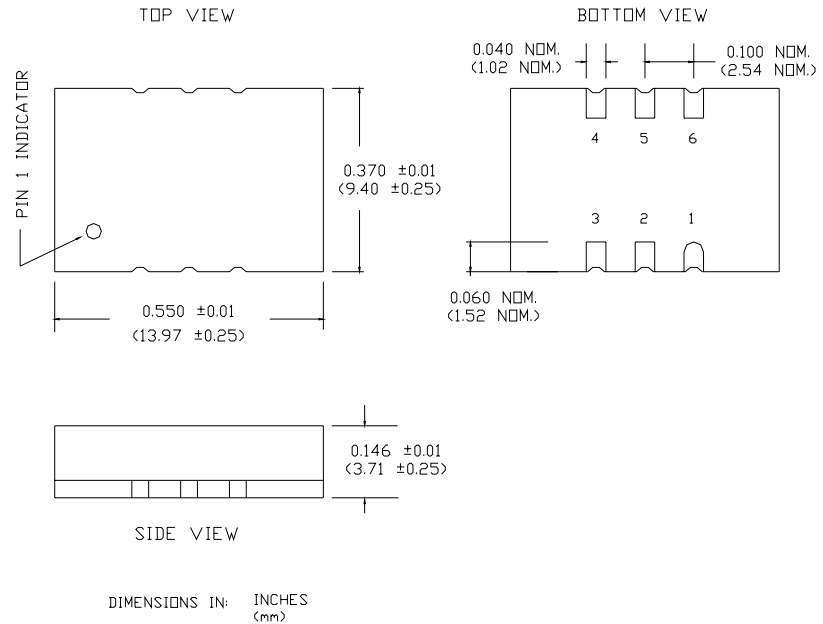 TOP VIEW
PIN 1 INDICATOR
0.370 ±0.01
(9.40 ±0.25)
0.550 ±0.01
(13.97 ±0.25)
BOTTOM VIEW
0.040 NOM.
(1.02 NOM.)
0.100 NOM.
(2.54 NOM.)
4 5 6
3 2 1
0.060 NOM.
(1.52 NOM.)
0.146 ±0.01
(3.71 ±0.25)
SIDE VIEW
DIMENSIONS IN: INCHES
(mm)